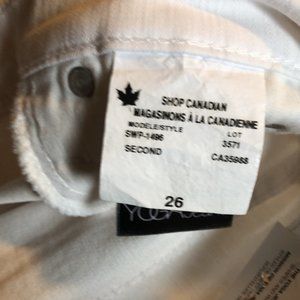 SHOP CANADIAN
MAGASINONS À LA CANADIENNE
MODELE/STYLE LOT
SWP-1496 3571
SECOND CA35988
26